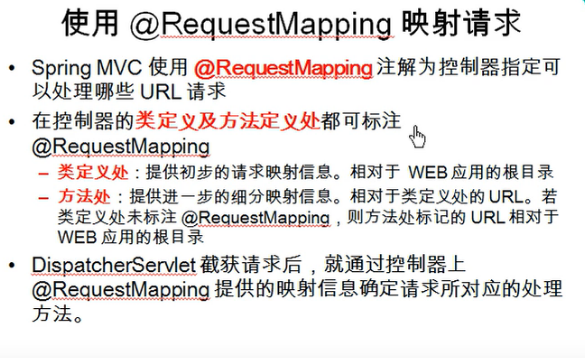 使用 @RequestMapping 映射请求
• Spring MVC 使用 @RequestMapping 注解为控制器指定可
以处理哪些 URL 请求
• 在控制器的类定义及方法定义处都可标注
@RequestMapping
– 类定义处：提供初步的请求映射信息。相对于 WEB 应用的根目录
– 方法处：提供进一步的细分映射信息。相对于类定义处的 URL。若
类定义处未标注 @RequestMapping，则方法处标记的 URL 相对于
WEB 应用的根目录
• DispatcherServlet 截获请求后，就通过控制器上
@RequestMapping 提供的映射信息确定请求所对应的处理
方法。